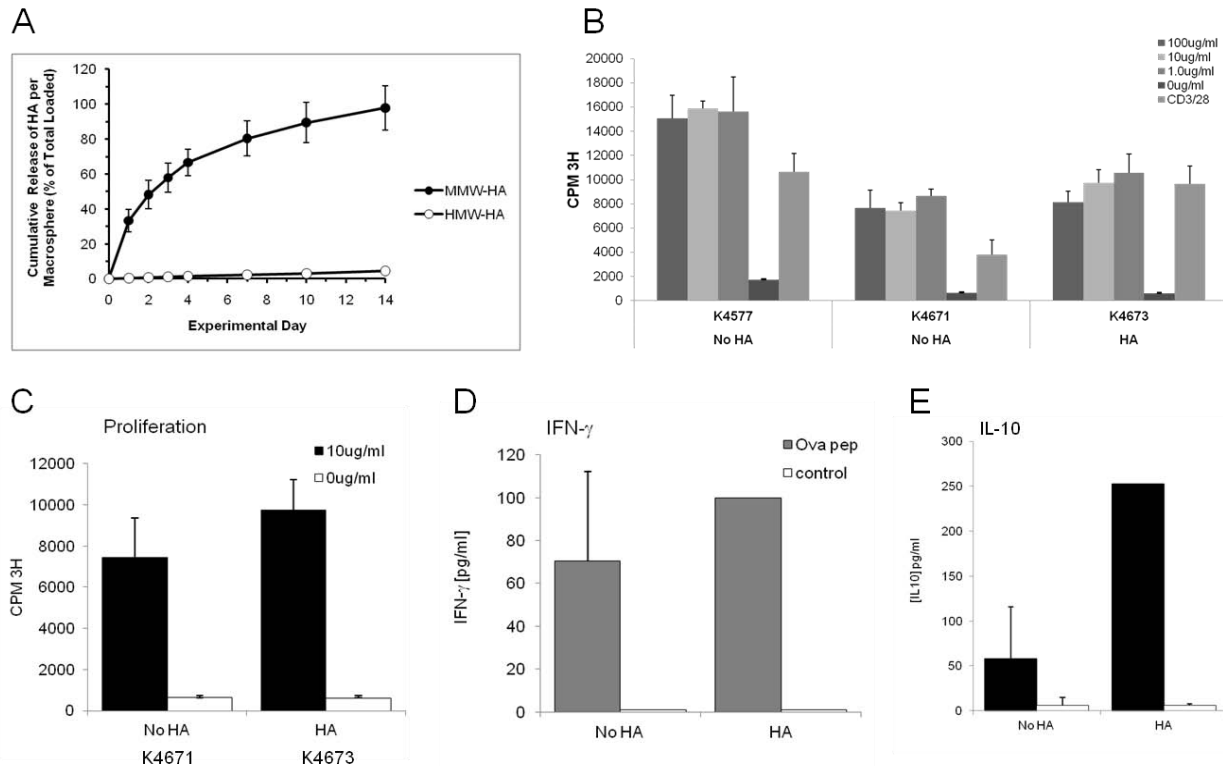 A
Cumulative Release of HA per
Macrosphere (% of Total Loaded)
120
100
80
60
40
20
0
0 2 4 6 8 10 12 14
Experimental Day
MMW-HA
HMW-HA
B
CPM 3H
20000
18000
16000
14000
12000
10000
8000
6000
4000
2000
0
100ug/ml
10ug/ml
1.0ug/ml
0ug/ml
CD3/28
K4577 K4671 K4673
No HA No HA HA
C
Proliferation
CPM 3H
12000
10000
8000
6000
4000
2000
0
10ug/ml
0ug/ml
No HA HA
K4671 K4673
D
IFN-γ
IFN-γ [pg/ml]
120
100
80
60
40
20
0
Ova pep
control
No HA HA
E
IL-10
[IL10] pg/ml
300
250
200
150
100
50
0
No HA HA